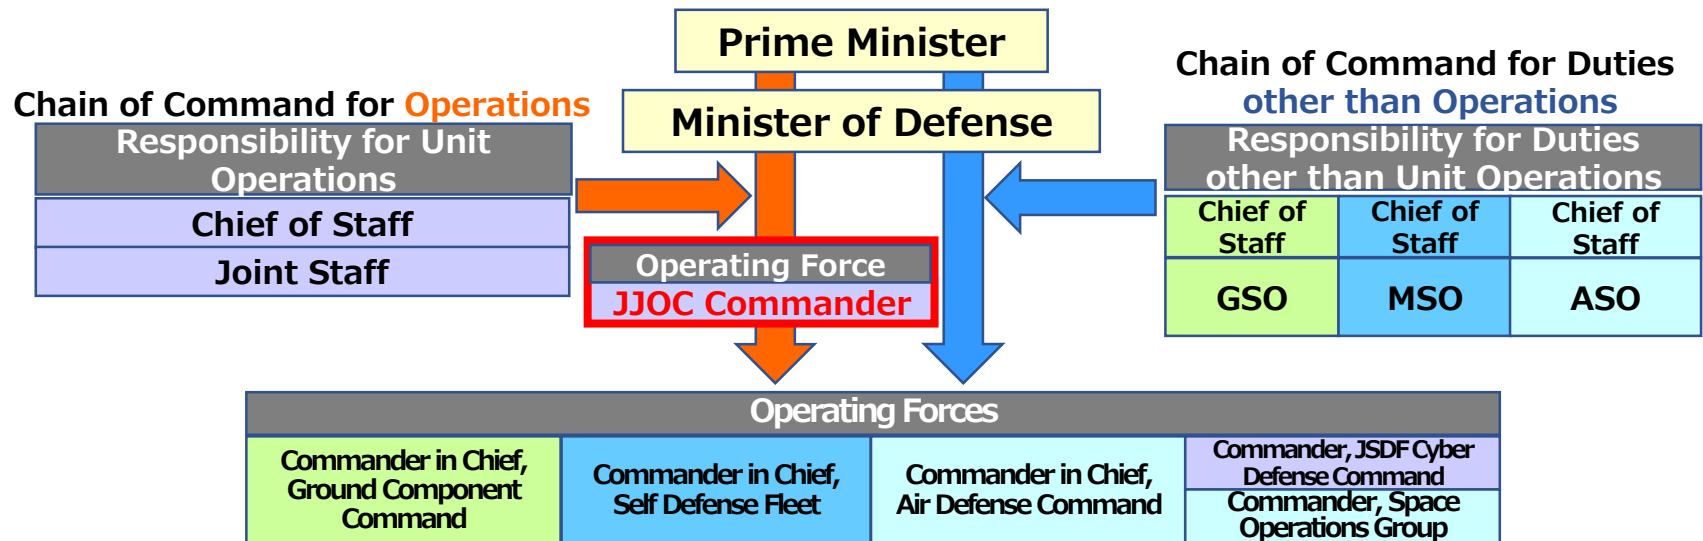 Prime Minister
Minister of Defense
Chain of Command for Operations
Responsibility for Unit
Operations
Chief of Staff
Joint Staff
Operating Force
JJOC Commander
Chain of Command for Duties
other than Operations
Responsibility for Duties
other than Unit Operations
Chief of
Staff
GSO
Chief of
Staff
MSO
Chief of
Staff
ASO
Operating Forces
Commander in Chief,
Ground Component
Command
Commander in Chief,
Self Defense Fleet
Commander in Chief,
Air Defense Command
Commander, JSDF Cyber
Defense Command
Commander, Space
Operations Group